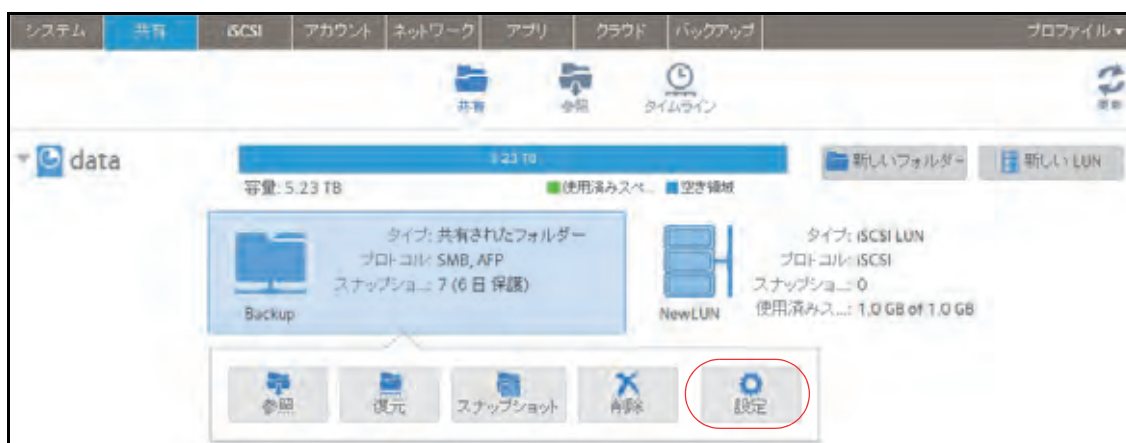 システム 共有 iSCSI アカウント ネットワーク アプリ クラウド バックアップ プロファイル
共有 参照 タイムライン 更新
data
5.23 TB
新しいフォルダー 新しい LUN
容量: 5.23 TB 使用済みスペ... 空き領域
タイプ: 共有されたフォルダー
プロトコル: SMB, AFP
スナップショ...: 7 (6 日 保護)
Backup
タイプ: iSCSI LUN
プロトコル: iSCSI
スナップショ...: 0
使用済みス...: 1.0 GB of 1.0 GB
NewLUN
参照 復元 スナップショット 削除 設定